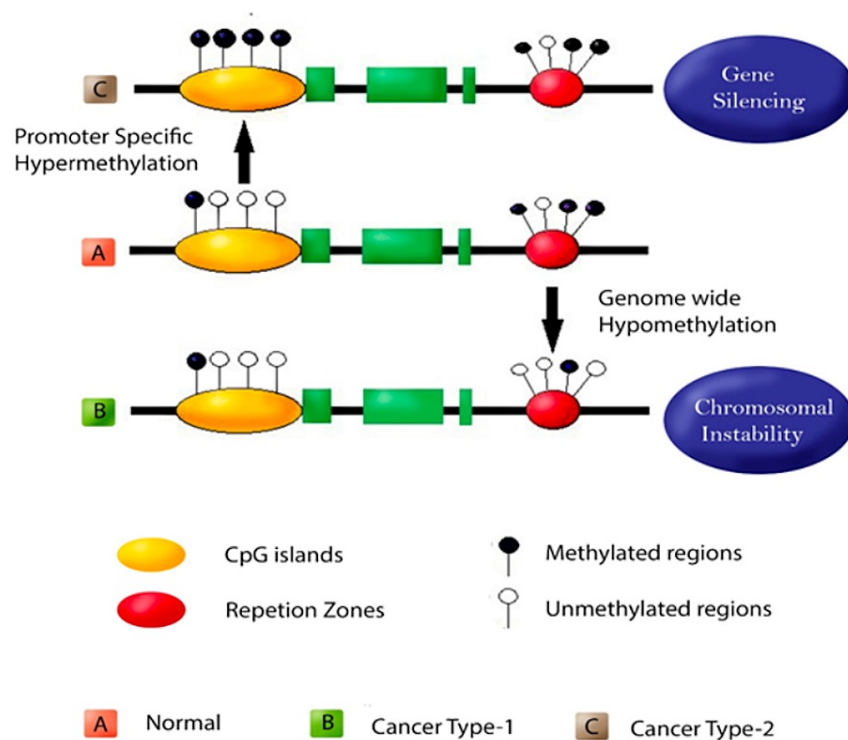 Gene
Silencing
C
Promoter Specific
Hypermethylation
A
Genome wide
Hypomethylation
B
Chromosomal
Instability
CpG islands
Methylated regions
Repetion Zones
Unmethylated regions
A Normal
B Cancer Type-1
C Cancer Type-2